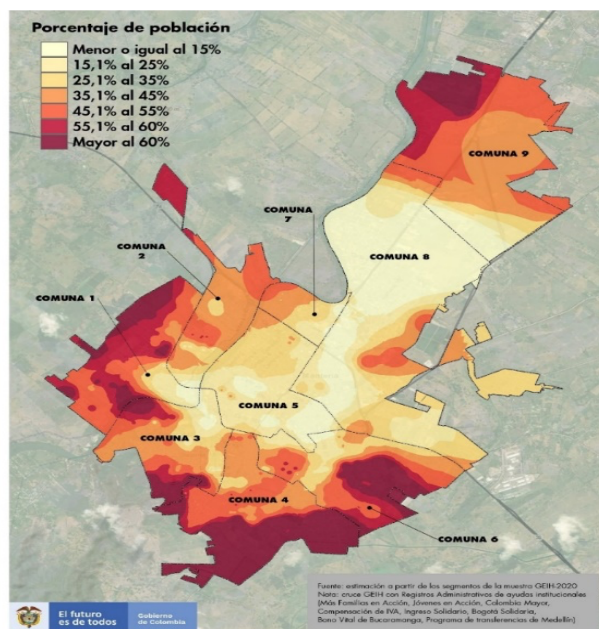 Porcentaje de población
Menor o igual al 15%
15,1% al 25%
25,1% al 35%
35,1% al 45%
45,1% al 55%
55,1% al 60%
Mayor al 60%
COMUNA 9
COMUNA
7
COMUNA
2
COMUNA 8
COMUNA 1
COMUNA 5
COMUNA 3
COMUNA 4
COMUNA 6
Fuente: estimación a partir de los segmentos de la muestra GEIH-2020
Nota: cruce GEIH con Registros Administrativos de ayudas institucionales
(Más Familias en Acción, Jóvenes en Acción, Colombia Mayor,
Compensación de IVA, Ingreso Solidario, Bogotá Solidaria,
Bono Vital de Bucaramanga, Programa de transferencias de Medellín)
El futuro
es de todos
Gobierno
de Colombia